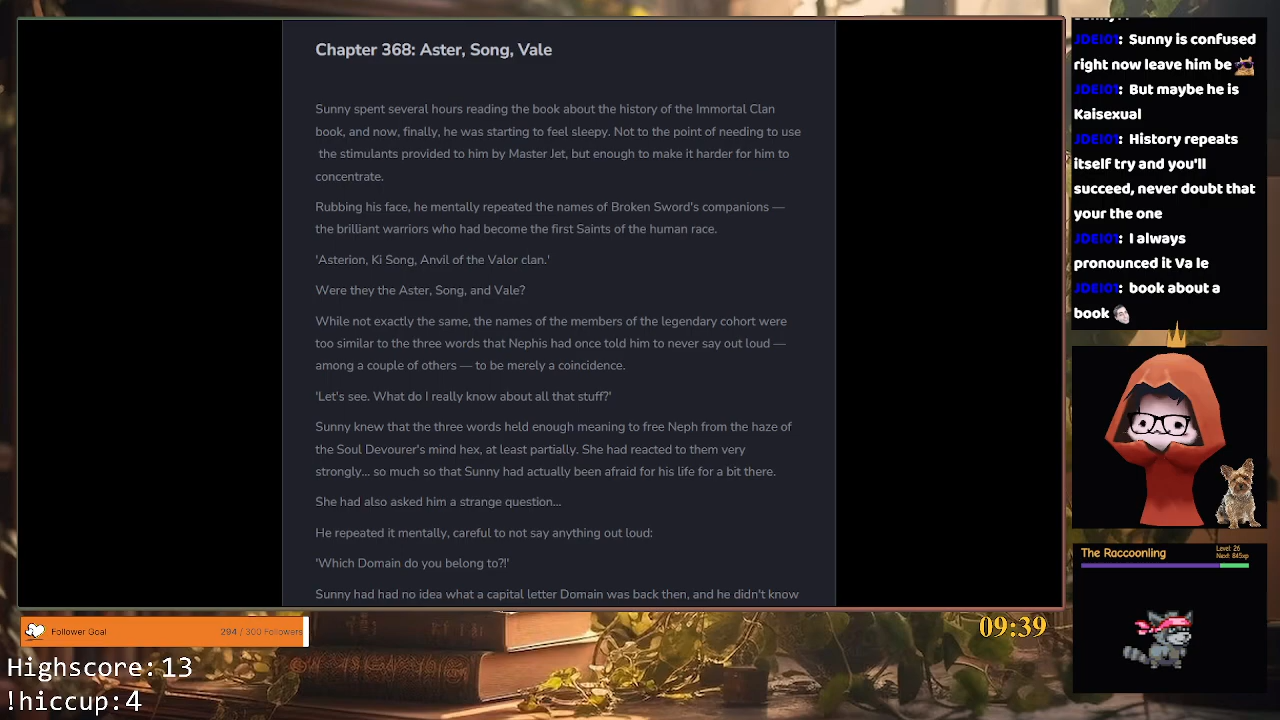 Chapter 368: Aster, Song, Vale
Sunny spent several hours reading the book about the history of the Immortal Clan
book, and now, finally, he was starting to feel sleepy. Not to the point of needing to use
the stimulants provided to him by Master Jet, but enough to make it harder for him to
concentrate.
Rubbing his face, he mentally repeated the names of Broken Sword's companions —
the brilliant warriors who had become the first Saints of the human race.
'Asterion, Ki Song, Anvil of the Valor clan.'
Were they the Aster, Song, and Vale?
While not exactly the same, the names of the members of the legendary cohort were
too similar to the three words that Nephis had once told him to never say out loud —
among a couple of others — to be merely a coincidence.
'Let's see. What do I really know about all that stuff?'
Sunny knew that the three words held enough meaning to free Neph from the haze of
the Soul Devourer's mind hex, at least partially. She had reacted to them very
strongly... so much so that Sunny had actually been afraid for his life for a bit there.
She had also asked him a strange question...
He repeated it mentally, careful to not say anything out loud:
'Which Domain do you belong to?!'
Sunny had had no idea what a capital letter Domain was back then, and he didn't know
JDEI01: Sunny is confused
right now leave him be
JDEI01: But maybe he is
Kaisexual
JDEI01: History repeats
itself try and you'll
succeed, never doubt that
your the one
JDEI01: I always
pronounced it Va le
JDEI01: book about a
book
The Raccoonling
Level: 26
Next: 845xp
Follower Goal
294 / 300 Followers
09:39
Highscore:13
!hiccup:4